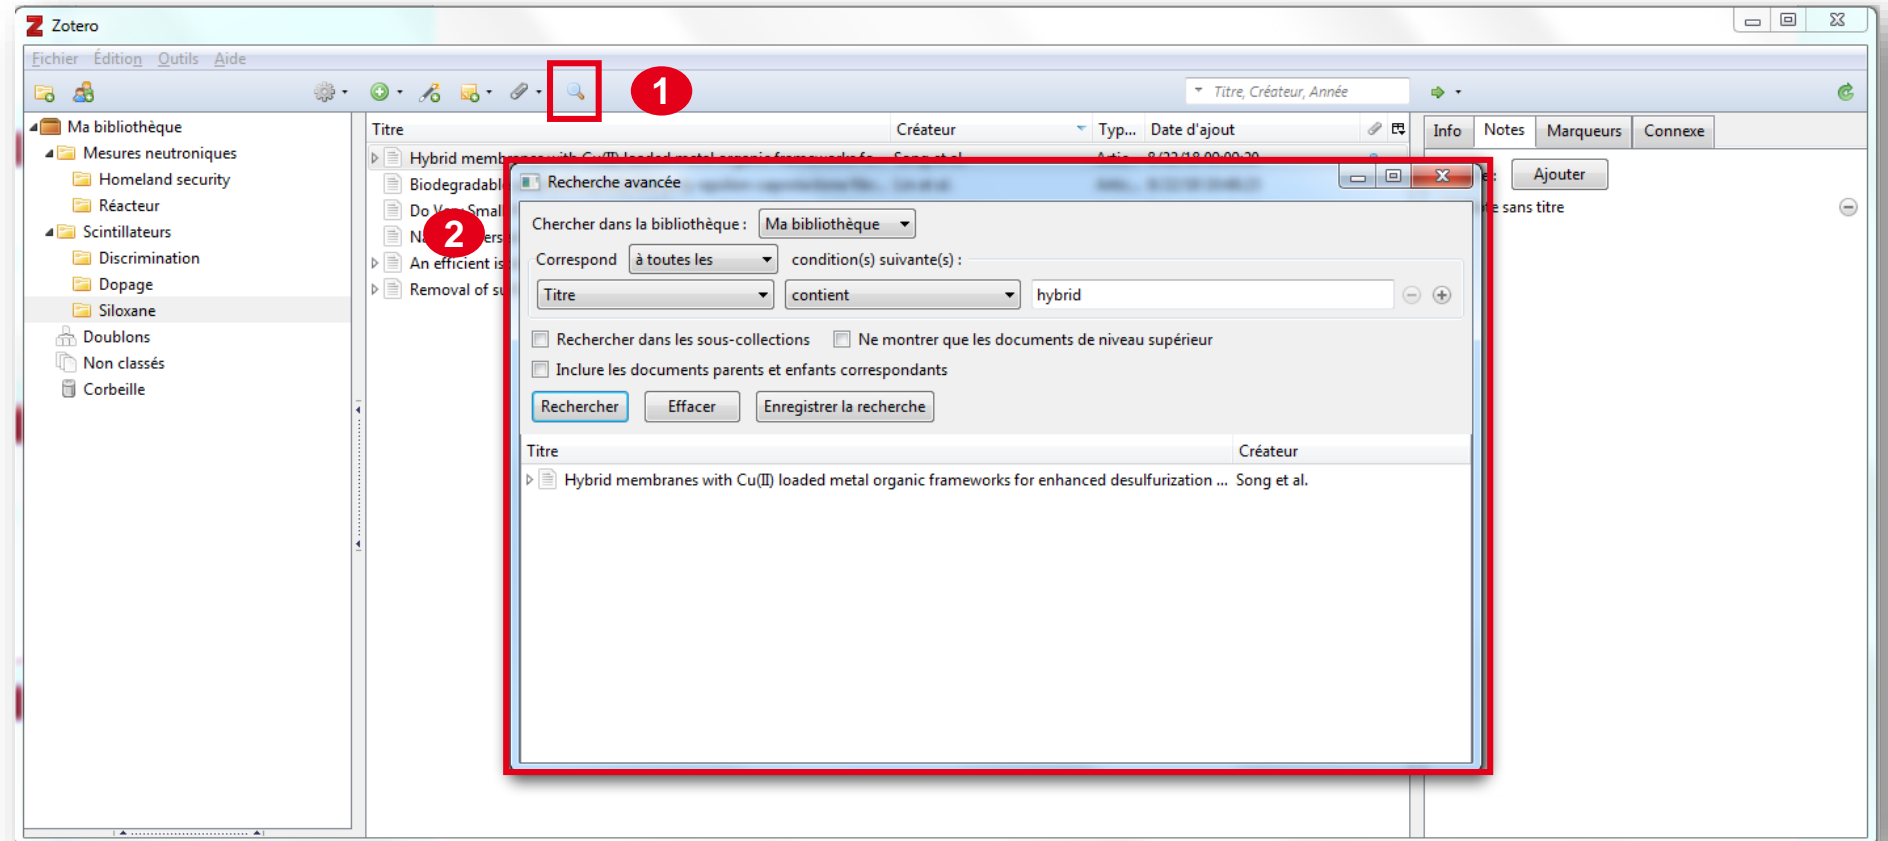 Zotero
Fichier Édition Outils Aide
1
Titre, Créateur, Année
Ma bibliothèque
Mesures neutroniques
Homeland security
Réacteur
Scintillateurs
Discrimination
Dopage
Siloxane
Doublons
Non classés
Corbeille
Titre Créateur Typ... Date d'ajout
Hybrid
Biodegradabl
Do Very Smal
2
An efficient is
Removal of su
Info Notes Marqueurs Connexe
Ajouter
sans titre
Recherche avancée
Chercher dans la bibliothèque : Ma bibliothèque
Correspond à toutes les condition(s) suivante(s) :
Titre contient hybrid
Rechercher dans les sous-collections Ne montrer que les documents de niveau supérieur
Inclure les documents parents et enfants correspondants
Rechercher Effacer Enregistrer la recherche
Titre Créateur
Hybrid membranes with Cu(II) loaded metal organic frameworks for enhanced desulfurization ... Song et al.